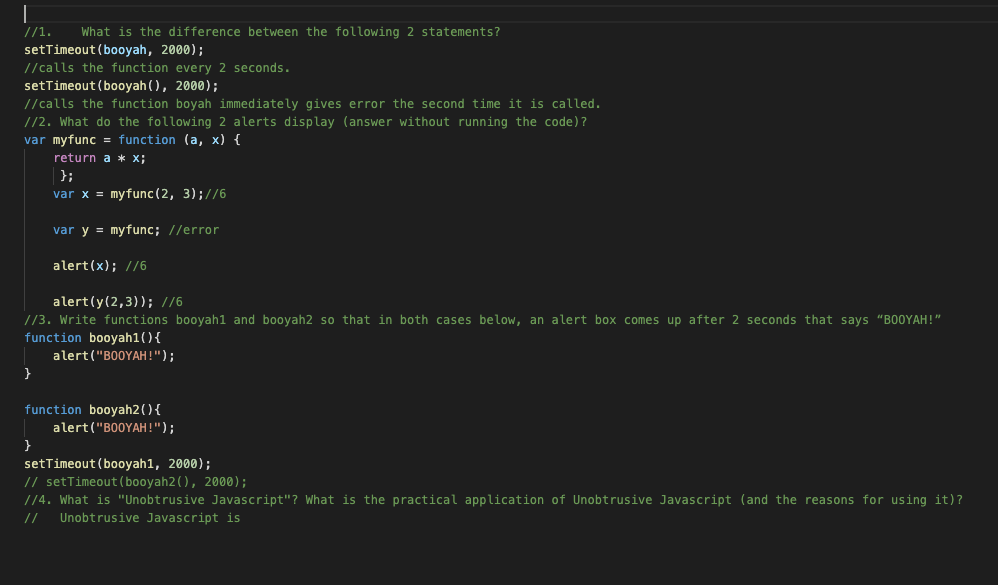 //1.    What is the difference between the following 2 statements?
setTimeout(booyah, 2000);
//calls the function every 2 seconds.
setTimeout(booyah(), 2000);
//calls the function boyah immediately gives error the second time it is called.
//2. What do the following 2 alerts display (answer without running the code)?
var myfunc = function (a, x) {
    return a * x;
     };
    var x = myfunc(2, 3);//6
    var y = myfunc; //error
    alert(x); //6
    alert(y(2,3)); //6
//3. Write functions booyah1 and booyah2 so that in both cases below, an alert box comes up after 2 seconds that says “BOOYAH!”
function booyah1(){
    alert("BOOYAH!");
}
function booyah2(){
    alert("BOOYAH!");
}
setTimeout(booyah1, 2000);
// setTimeout(booyah2(), 2000);
//4. What is "Unobtrusive Javascript"? What is the practical application of Unobtrusive Javascript (and the reasons for using it)?
//   Unobtrusive Javascript is